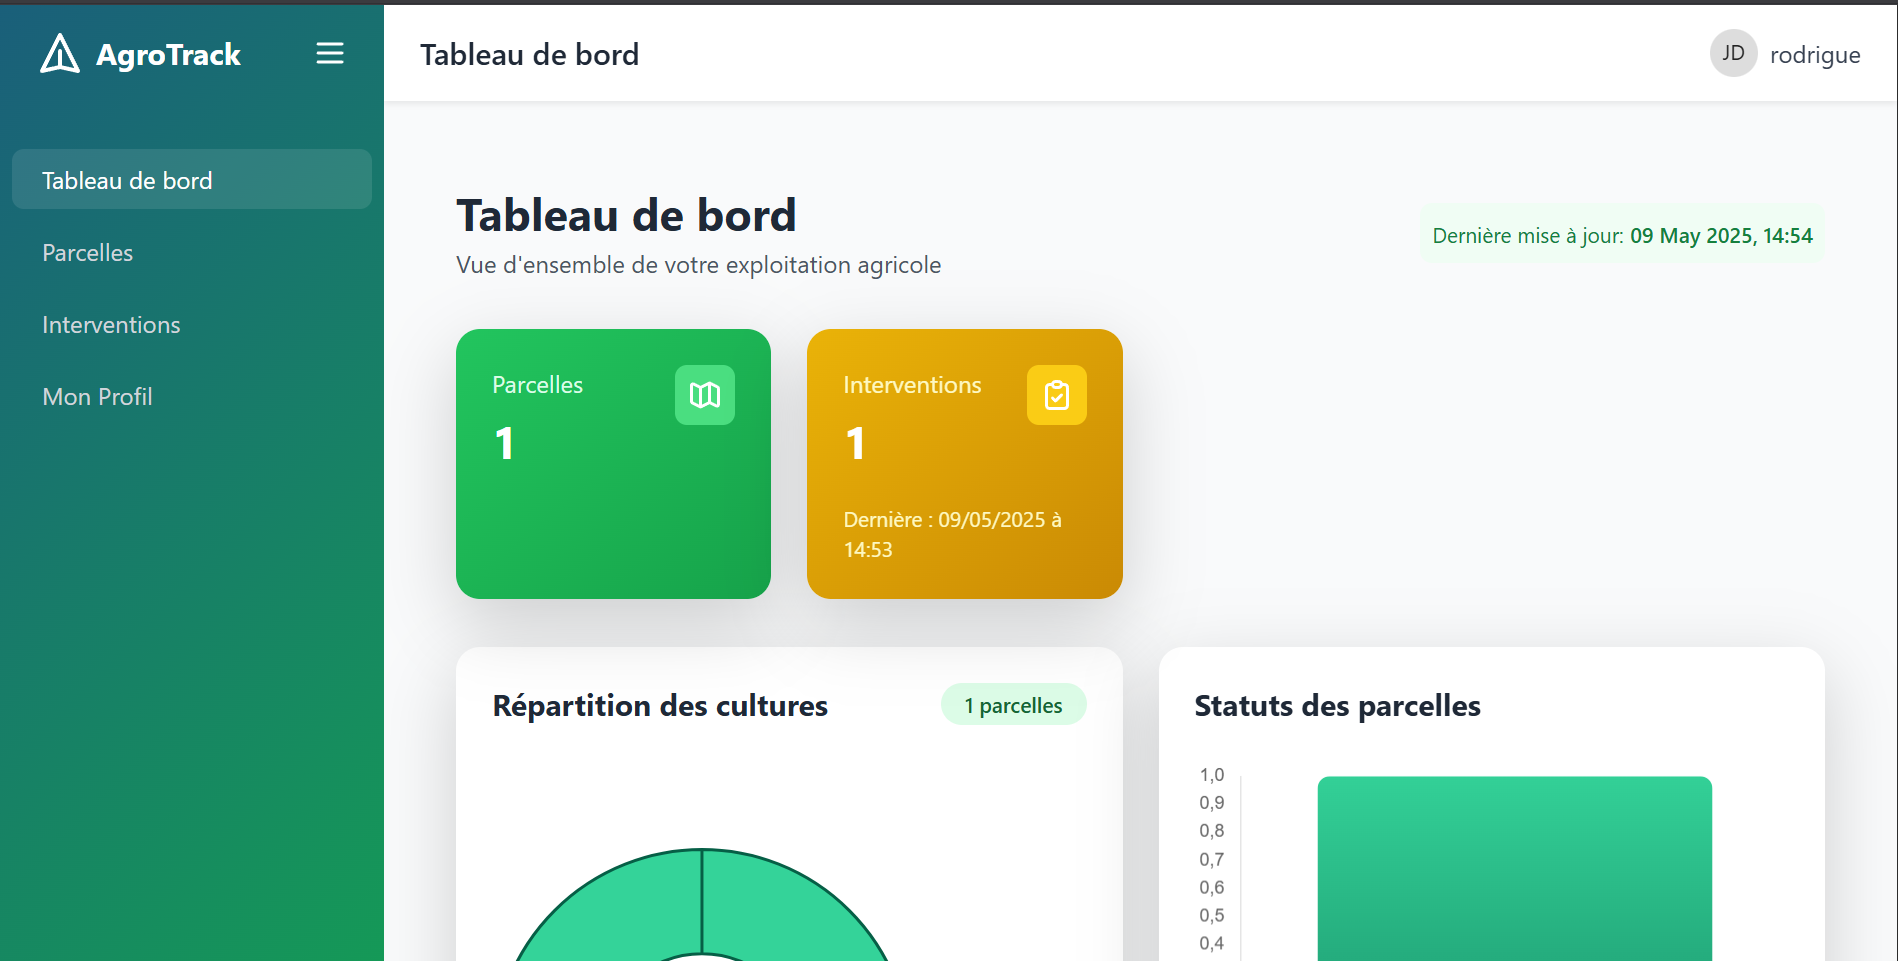 AgroTrack
Tableau de bord
Parcelles
Interventions
Mon Profil
Tableau de bord
JD
rodrigue
Tableau de bord
Vue d'ensemble de votre exploitation agricole
Dernière mise à jour: 09 May 2025, 14:54
Parcelles
1
Interventions
1
Dernière : 09/05/2025 à
14:53
Répartition des cultures
1 parcelles
Statuts des parcelles
1,0
0,9
0,8
0,7
0,6
0,5
0,4